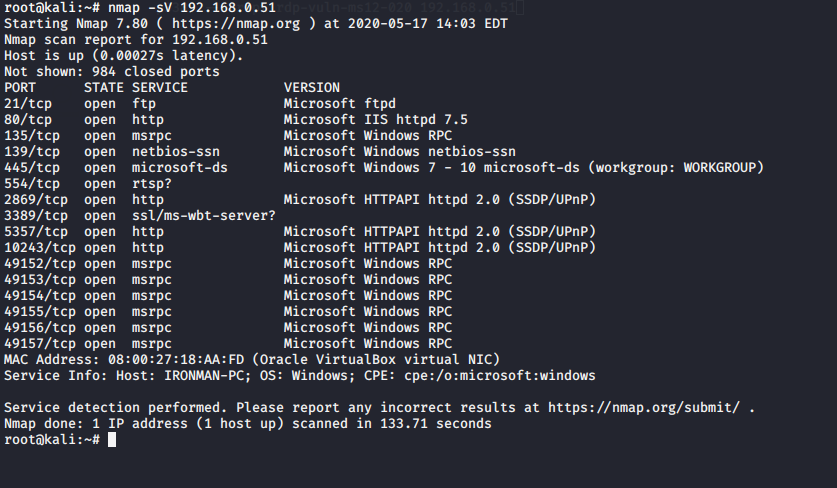 root@kali:~# nmap -sV 192.168.0.51
Starting Nmap 7.80 ( https://nmap.org ) at 2020-05-17 14:03 EDT
Nmap scan report for 192.168.0.51
Host is up (0.00027s latency).
Not shown: 984 closed ports
PORT      STATE SERVICE            VERSION
21/tcp    open  ftp                Microsoft ftpd
80/tcp    open  http               Microsoft IIS httpd 7.5
135/tcp   open  msrpc              Microsoft Windows RPC
139/tcp   open  netbios-ssn        Microsoft Windows netbios-ssn
445/tcp   open  microsoft-ds       Microsoft Windows 7 - 10 microsoft-ds (workgroup: WORKGROUP)
554/tcp   open  rtsp?
2869/tcp  open  http               Microsoft HTTPAPI httpd 2.0 (SSDP/UPnP)
3389/tcp  open  ssl/ms-wbt-server?
5357/tcp  open  http               Microsoft HTTPAPI httpd 2.0 (SSDP/UPnP)
10243/tcp open  http               Microsoft HTTPAPI httpd 2.0 (SSDP/UPnP)
49152/tcp open  msrpc              Microsoft Windows RPC
49153/tcp open  msrpc              Microsoft Windows RPC
49154/tcp open  msrpc              Microsoft Windows RPC
49155/tcp open  msrpc              Microsoft Windows RPC
49156/tcp open  msrpc              Microsoft Windows RPC
49157/tcp open  msrpc              Microsoft Windows RPC
MAC Address: 08:00:27:18:AA:FD (Oracle VirtualBox virtual NIC)
Service Info: Host: IRONMAN-PC; OS: Windows; CPE: cpe:/o:microsoft:windows

Service detection performed. Please report any incorrect results at https://nmap.org/submit/ .
Nmap done: 1 IP address (1 host up) scanned in 133.71 seconds
root@kali:~#